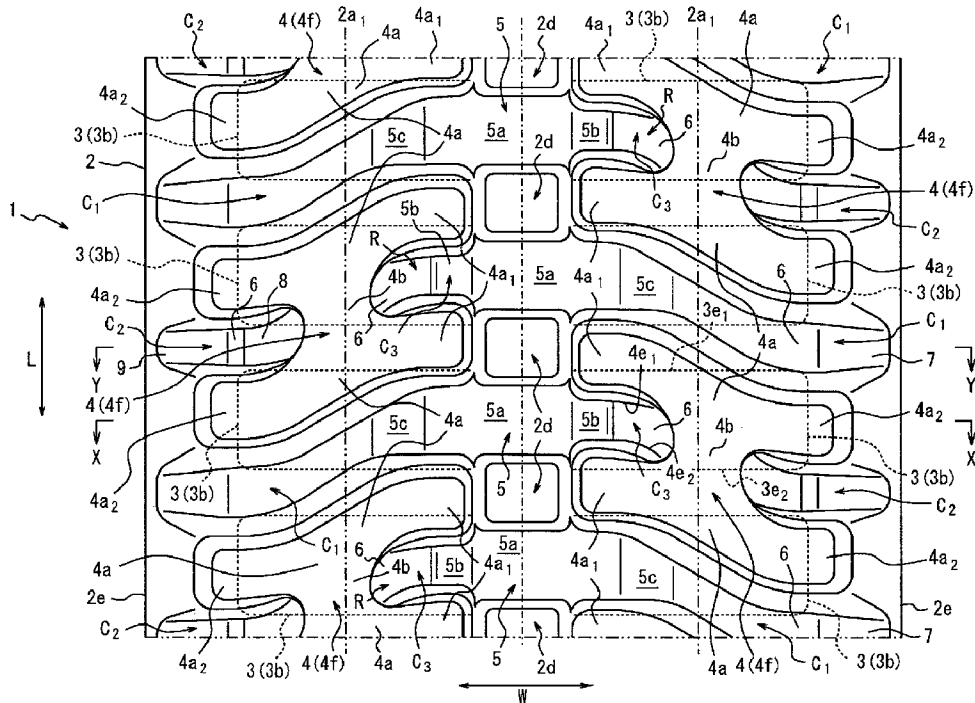 C2 4(4f) 2a1 4a 4a1 5 2d 4a1 3(3b) 2a1 4a C1
R
4a2 6 4a2
3(3b) 5c 5a 5b
2 4a 4b
2d C3 4(4f)
C1
1 5b 4a1 C2
3(3b) R 5a 4a1 6 4a2
4a2 6 8 4b 4a1 5c 3(3b)
C2 6 C3 3e1 4a C1
9 4a 7
L Y 4e1 Y
4(4f) 4a 5a 2d 5b 6 4a2
X 5c 4b X
4a2 3(3b) 5 4e2 3(3b)
2d C3 3e2 C2
C1 4a1
4a 6 4b 4a1 5a 4a1 6 4a2
2e 5b 5c 2e
C2 R 7
4a2 3(3b) 4(4f) 4a C3 5 2d 4a 4(4f) C1 3(3b)
W